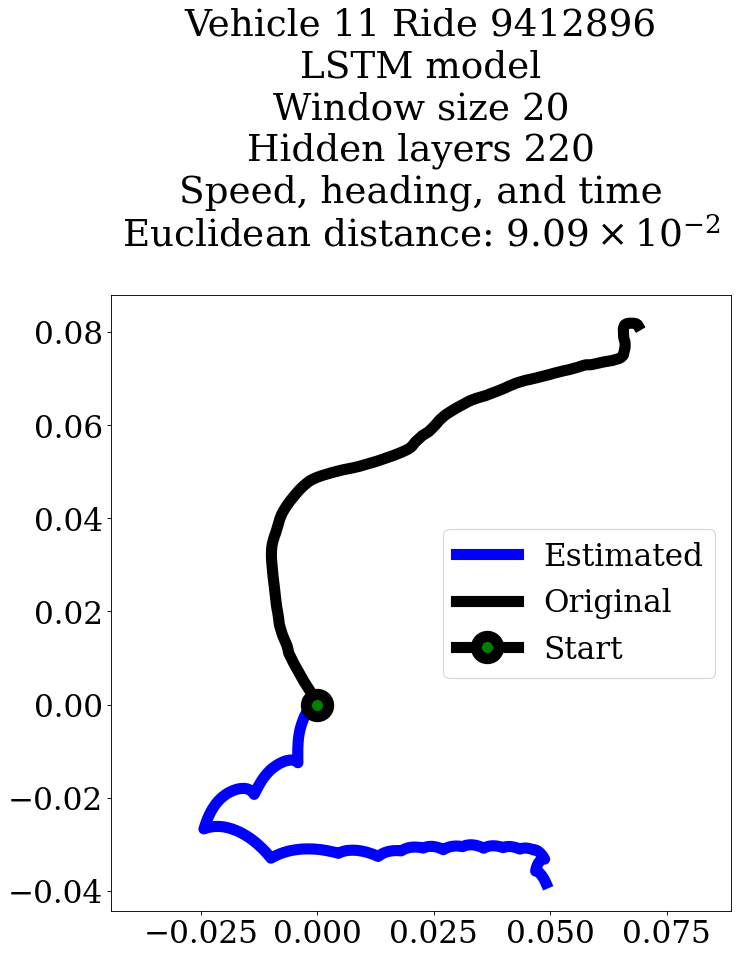 Vehicle 11 Ride 9412896
LSTM model
Window size 20
Hidden layers 220
Speed, heading, and time
Euclidean distance: 9.09 × 10⁻²
0.08
0.06
0.04
0.02
0.00
−0.02
−0.04
Estimated
Original
Start
−0.025 0.000 0.025 0.050 0.075